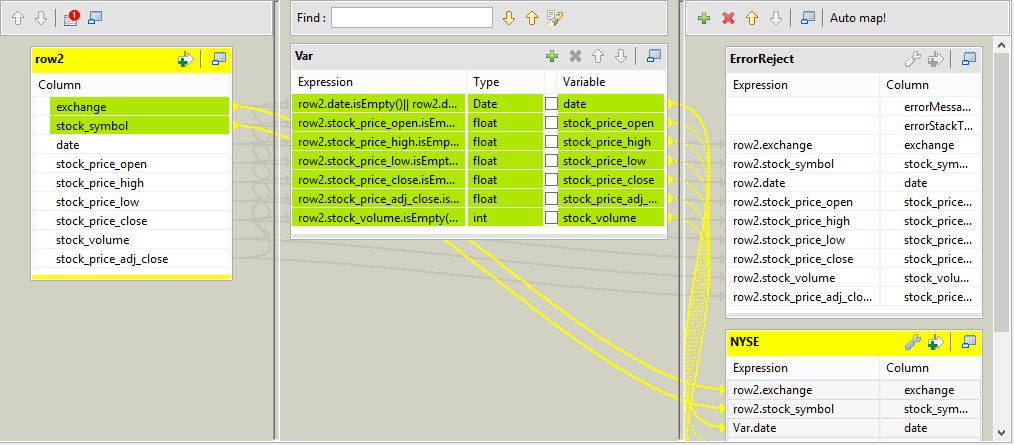 1
Find :
Auto map!
row2
Column
exchange
stock_symbol
date
stock_price_open
stock_price_high
stock_price_low
stock_price_close
stock_volume
stock_price_adj_close
Var
Expression Type Variable
row2.date.isEmpty()|| row2.d... Date date
row2.stock_price_open.isEm... float stock_price_open
row2.stock_price_high.isEmp... float stock_price_high
row2.stock_price_low.isEmpt... float stock_price_low
row2.stock_price_close.isEm... float stock_price_close
row2.stock_price_adj_close.is... float stock_price_adj_...
row2.stock_volume.isEmpty(... int stock_volume
ErrorReject
Expression Column
errorMessa...
errorStackT...
row2.exchange exchange
row2.stock_symbol stock_sym...
row2.date date
row2.stock_price_open stock_price...
row2.stock_price_high stock_price...
row2.stock_price_low stock_price...
row2.stock_price_close stock_price...
row2.stock_volume stock_volu...
row2.stock_price_adj_clo... stock_price...
NYSE
Expression Column
row2.exchange exchange
row2.stock_symbol stock_sym...
Var.date date